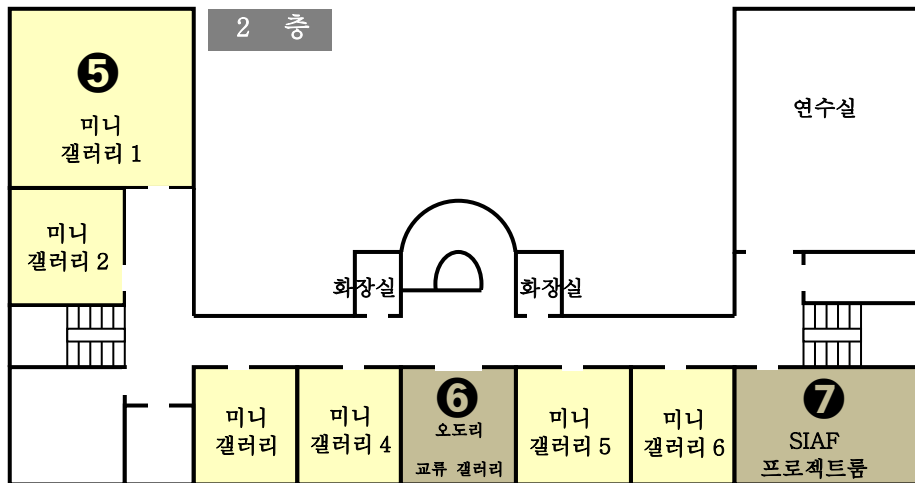 2 층
❺
미니
갤러리 1
연수실
미니
갤러리 2
화장실
화장실
미니
갤러리
미니
갤러리 4
❻
오도리
교류 갤러리
미니
갤러리 5
미니
갤러리 6
❼
SIAF
프로젝트룸